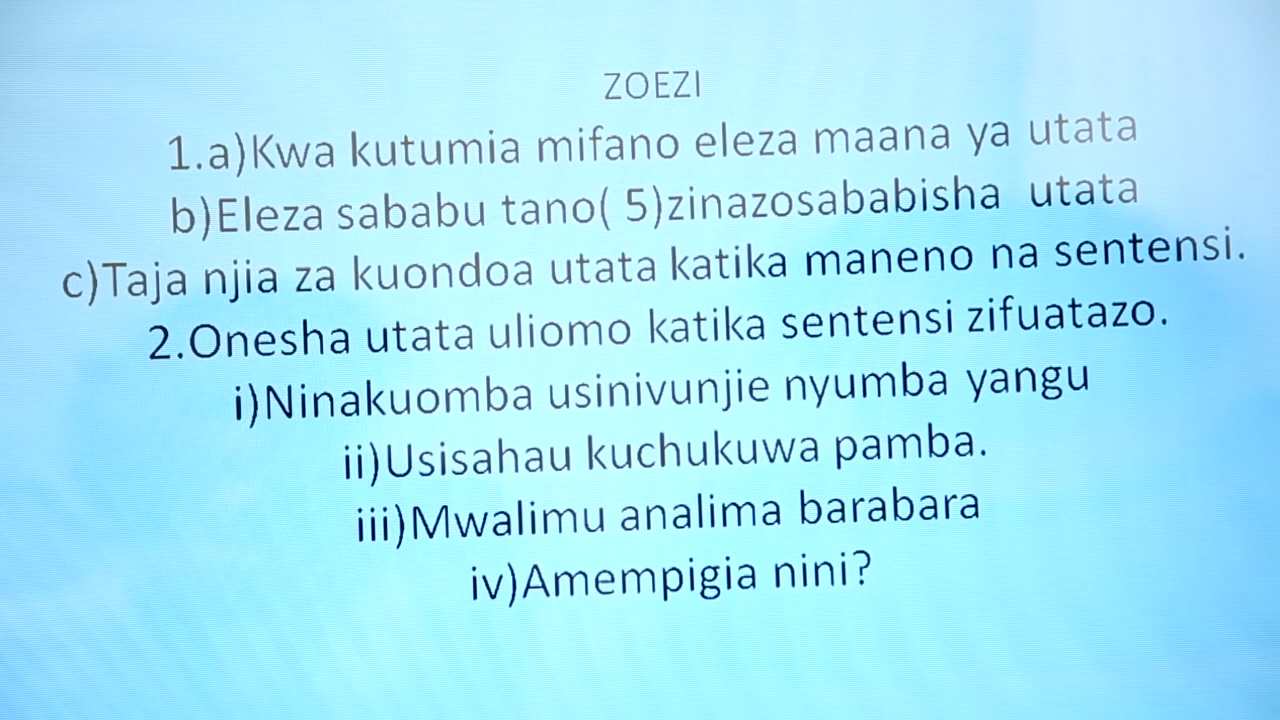 ZOEZI
1.a)Kwa kutumia mifano eleza maana ya utata
b)Eleza sababu tano( 5)zinazosababisha utata
c)Taja njia za kuondoa utata katika maneno na sentensi.
2.Onesha utata uliomo katika sentensi zifuatazo.
i)Ninakuomba usinivunjie nyumba yangu
ii)Usisahau kuchukuwa pamba.
iii)Mwalimu analima barabara
iv)Amempigia nini?